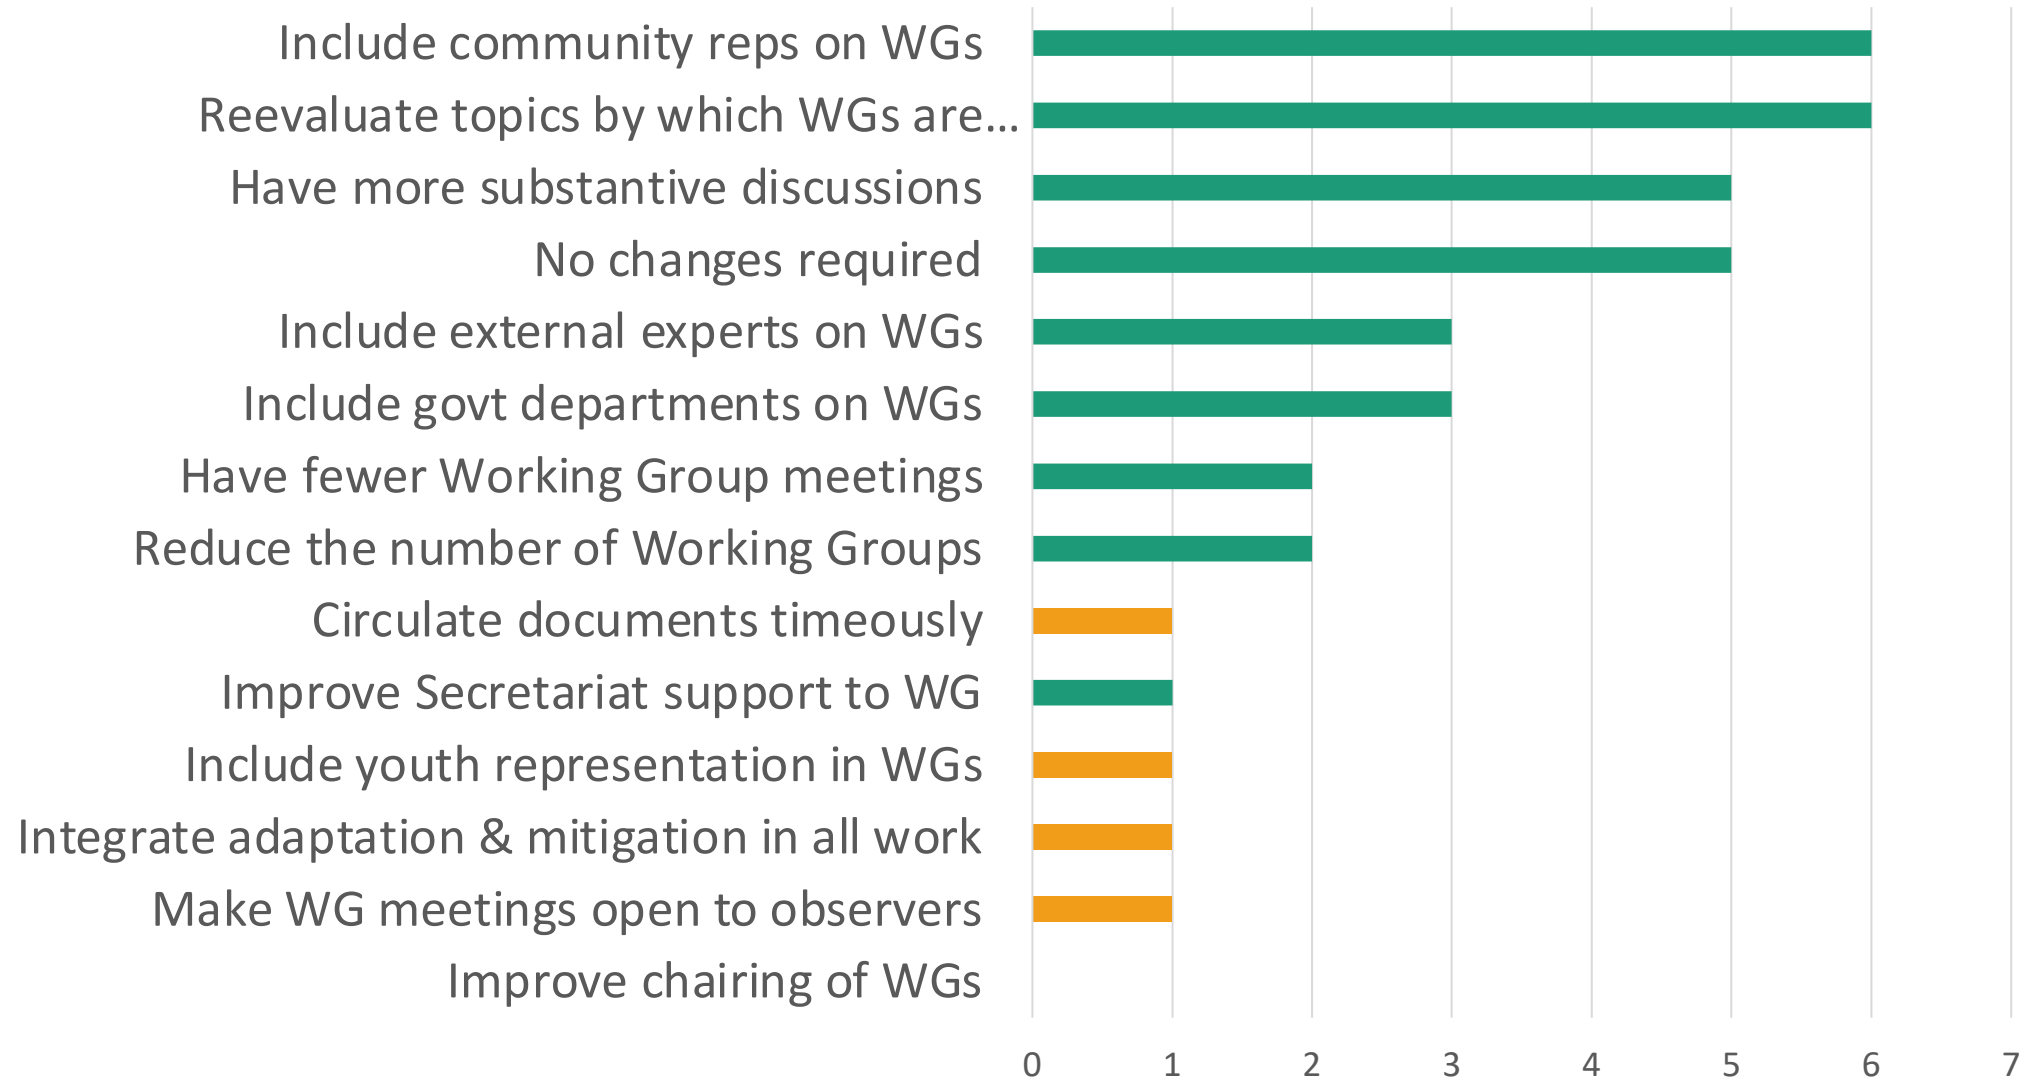 Include community reps on WGs
Reevaluate topics by which WGs are...
Have more substantive discussions
No changes required
Include external experts on WGs
Include govt departments on WGs
Have fewer Working Group meetings
Reduce the number of Working Groups
Circulate documents timeously
Improve Secretariat support to WG
Include youth representation in WGs
Integrate adaptation & mitigation in all work
Make WG meetings open to observers
Improve chairing of WGs
0 1 2 3 4 5 6 7